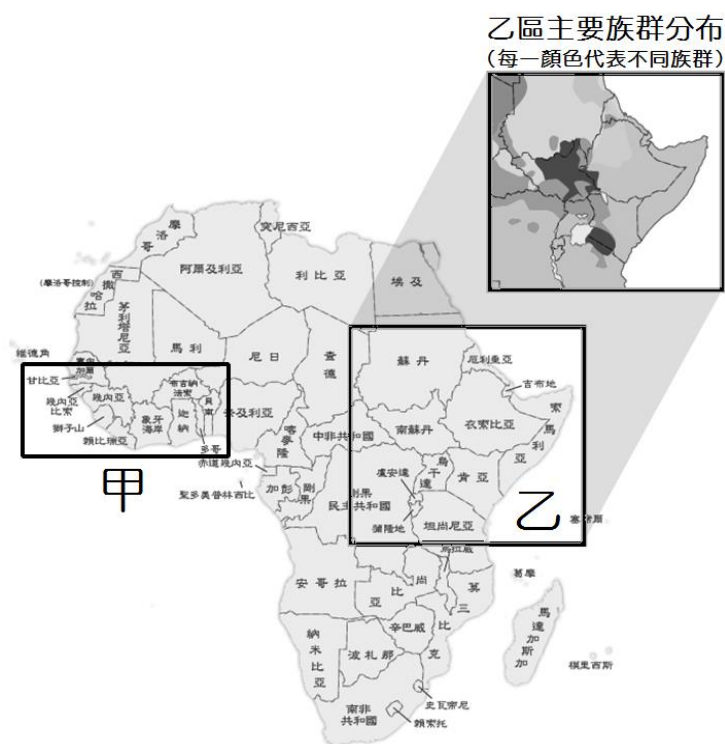 乙區主要族群分布
(每一顏色代表不同族群)
摩洛哥
突尼西亞
阿爾及利亞
利比亞
埃及
(摩洛哥控制)
西撒哈拉
茅利塔尼亞
馬利
尼日
查德
蘇丹
厄利垂亞
維德角
塞內加爾
甘比亞
幾內亞比索
幾內亞
布吉納法索
貝南
吉布地
獅子山
象牙海岸
迦納
奈及利亞
喀麥隆
中非共和國
南蘇丹
衣索比亞
索馬利亞
賴比瑞亞
多哥
赤道幾內亞
甲
聖多美普林西比
加彭
剛果
剛果民主共和國
盧安達
烏干達
肯亞
蒲隆地
坦尚尼亞
乙
塞席爾
馬拉威
葛摩
安哥拉
尚比亞
莫三比克
馬達加斯加
模里西斯
辛巴威
納米比亞
波札那
史瓦帝尼
南非共和國
賴索托